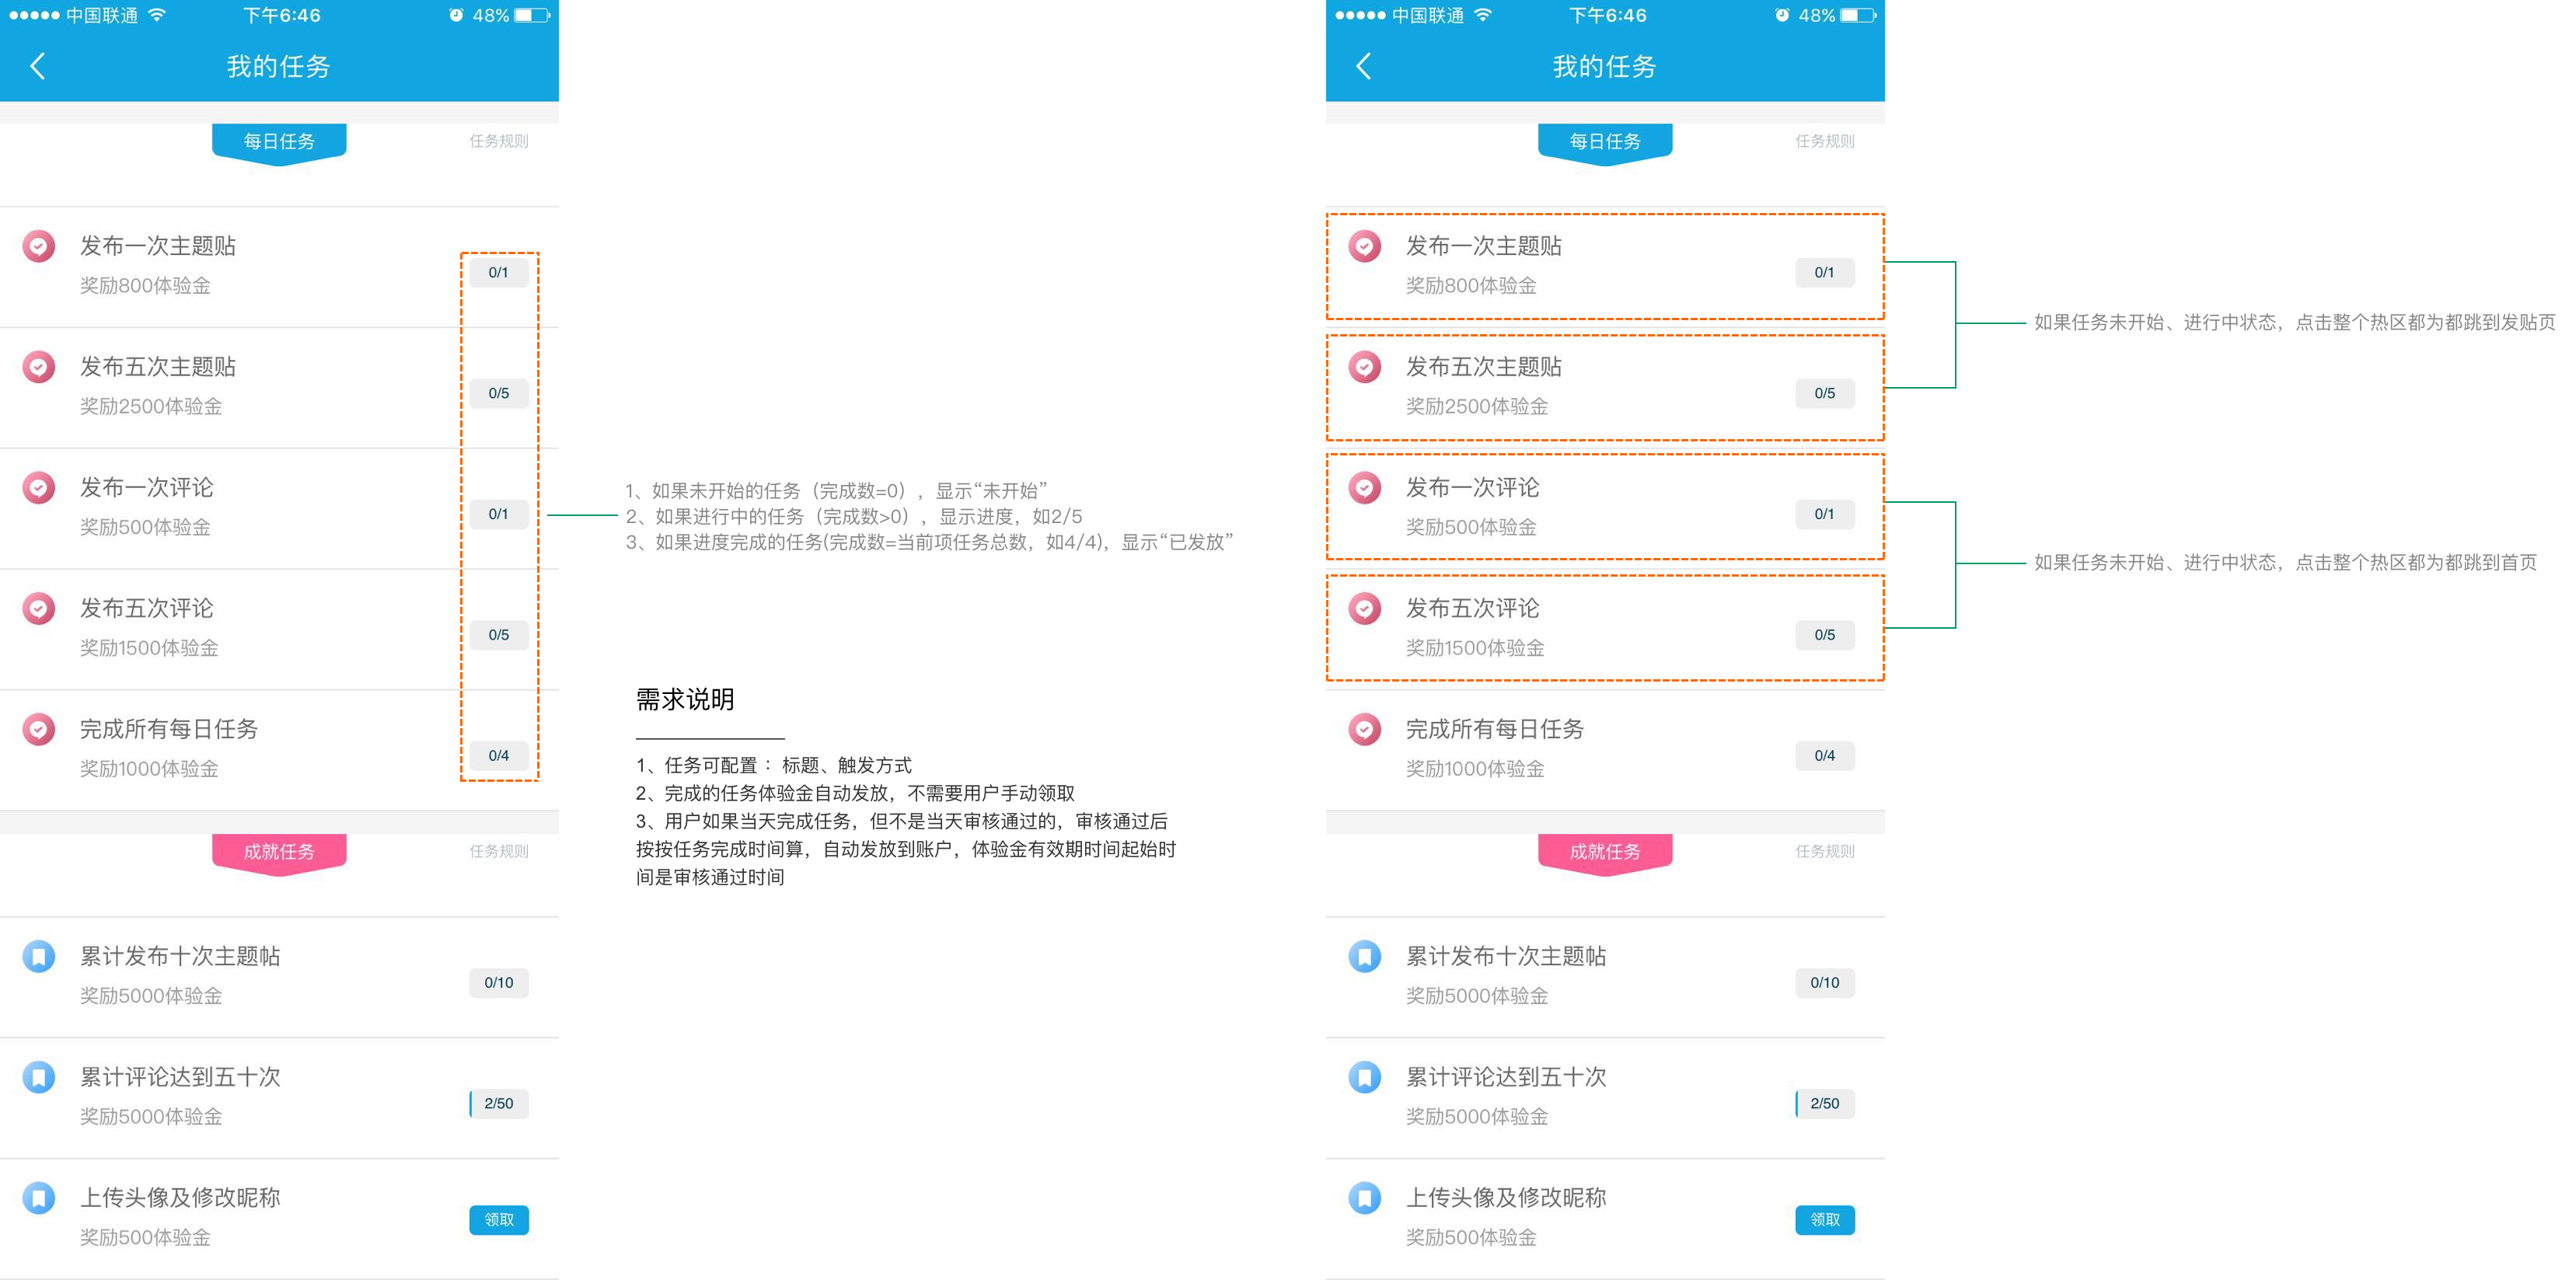 中国联通
下午6:46
48%
我的任务
每日任务
任务规则
发布一次主题贴
奖励800体验金
0/1
发布五次主题贴
奖励2500体验金
0/5
发布一次评论
奖励500体验金
0/1
发布五次评论
奖励1500体验金
0/5
完成所有每日任务
奖励1000体验金
0/4
成就任务
任务规则
累计发布十次主题帖
奖励5000体验金
0/10
累计评论达到五十次
奖励5000体验金
2/50
上传头像及修改昵称
奖励500体验金
领取
1、如果未开始的任务（完成数=0），显示“未开始”
2、如果进行中的任务（完成数>0），显示进度，如2/5
3、如果进度完成的任务(完成数=当前项任务总数，如4/4)，显示“已发放”
需求说明
1、任务可配置：标题、触发方式
2、完成的任务体验金自动发放，不需要用户手动领取
3、用户如果当天完成任务，但不是当天审核通过的，审核通过后
按按任务完成时间算，自动发放到账户，体验金有效期时间起始时
间是审核通过时间
中国联通
下午6:46
48%
我的任务
每日任务
任务规则
发布一次主题贴
奖励800体验金
0/1
发布五次主题贴
奖励2500体验金
0/5
发布一次评论
奖励500体验金
0/1
发布五次评论
奖励1500体验金
0/5
完成所有每日任务
奖励1000体验金
0/4
成就任务
任务规则
累计发布十次主题帖
奖励5000体验金
0/10
累计评论达到五十次
奖励5000体验金
2/50
上传头像及修改昵称
奖励500体验金
领取
如果任务未开始、进行中状态，点击整个热区都为都跳到发贴页
如果任务未开始、进行中状态，点击整个热区都为都跳到首页